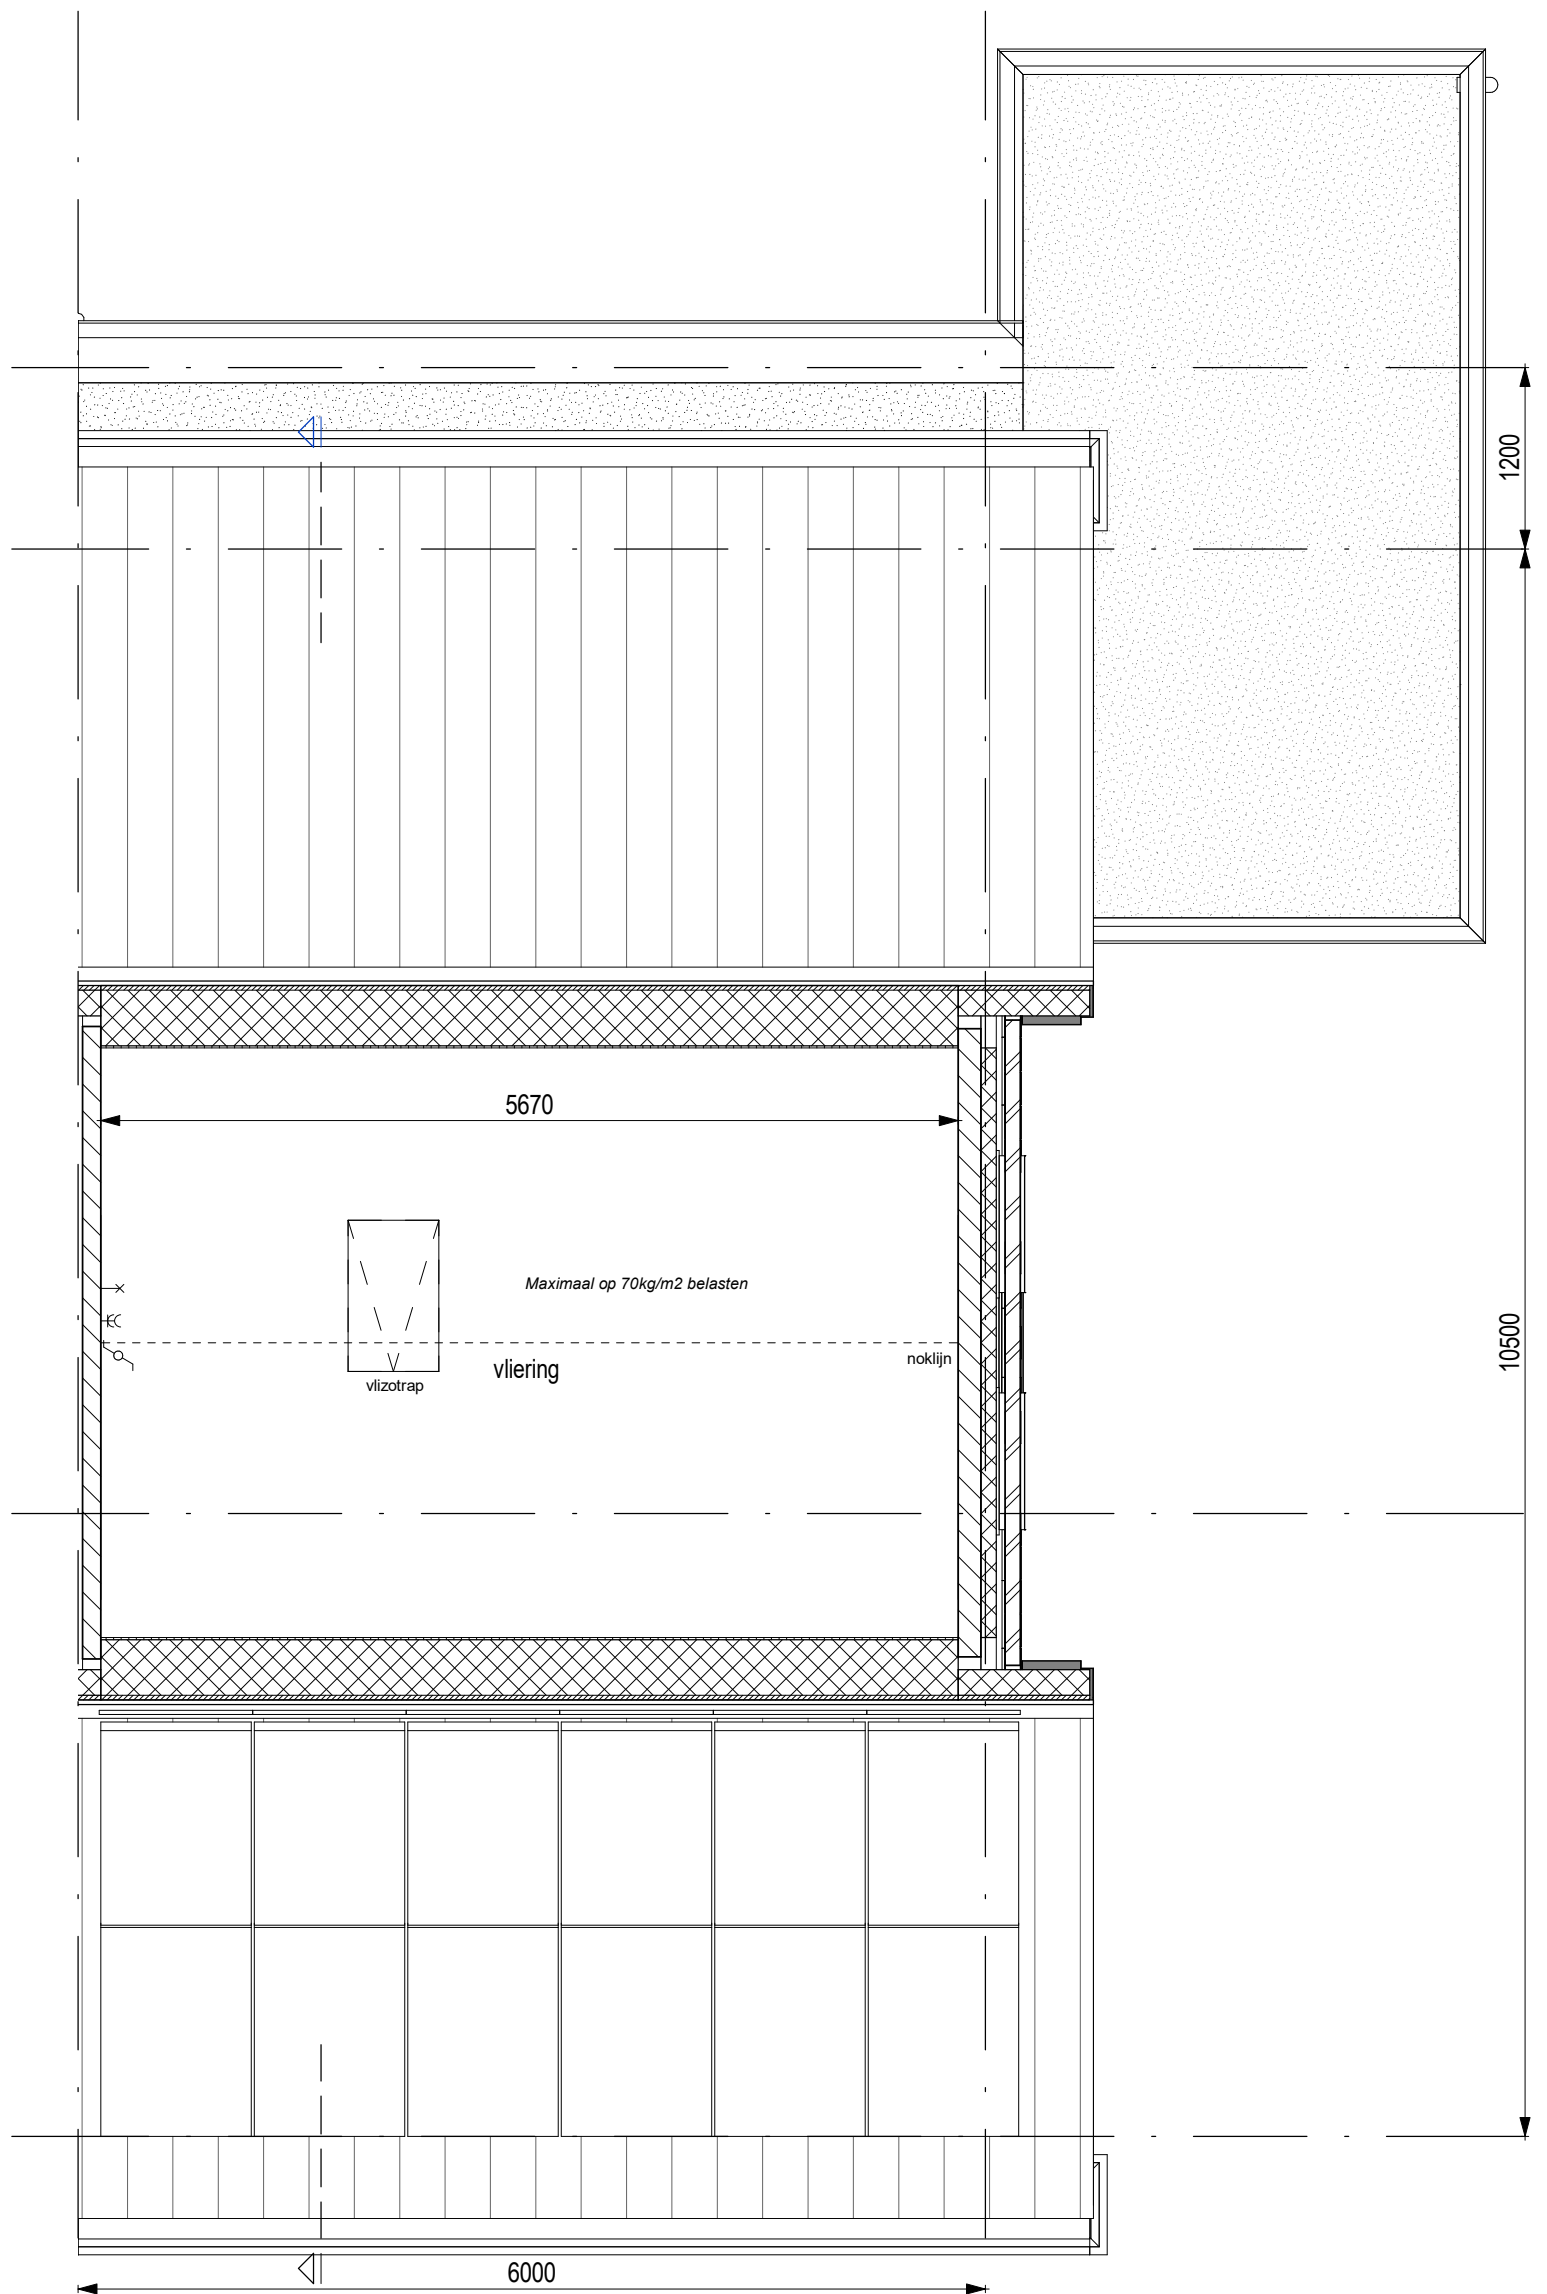 1200
5670
Maximaal op 70kg/m2 belasten
10500
noklijn
vliering
vlizotrap
6000